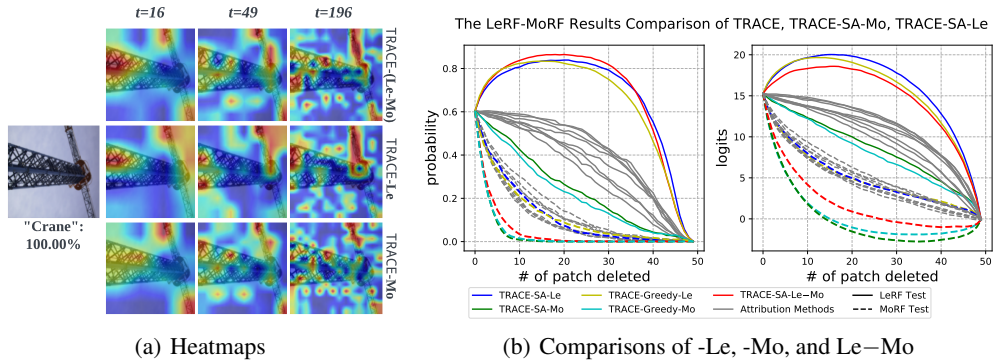 t=16 t=49 t=196
TRACE-(Le-Mo)
TRACE-Le
TRACE-Mo
"Crane":
100.00%
(a) Heatmaps
The LeRF-MoRF Results Comparison of TRACE, TRACE-SA-Mo, TRACE-SA-Le
probability
0.8
0.6
0.4
0.2
0.0
0 10 20 30 40 50
# of patch deleted
logits
20
15
10
5
0
0 10 20 30 40 50
# of patch deleted
TRACE-SA-Le TRACE-Greedy-Le TRACE-SA-Le−Mo LeRF Test
TRACE-SA-Mo TRACE-Greedy-Mo Attribution Methods MoRF Test
(b) Comparisons of -Le, -Mo, and Le−Mo